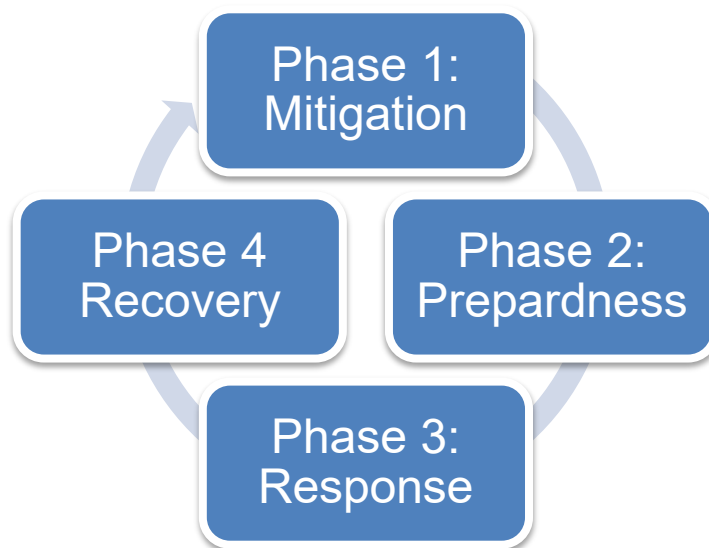 Phase 1:
Mitigation
Phase 2:
Prepardness
Phase 3:
Response
Phase 4
Recovery